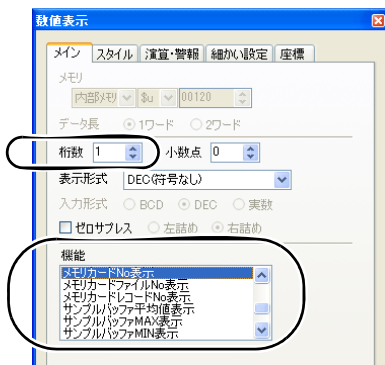 数値表示
メイン スタイル 演算・警報 細かい設定 座標
メモリ
内部メモリ $u 00120
データ長 1ワード 2ワード
桁数 1 小数点 0
表示形式 DEC(符号なし)
入力形式 BCD DEC 実数
ゼロサプレス 左詰め 右詰め
機能
メモリカードNo表示
メモリカードファイルNo表示
メモリカードレコードNo表示
サンプルバッファ平均値表示
サンプルバッファMAX表示
サンプルバッファMIN表示